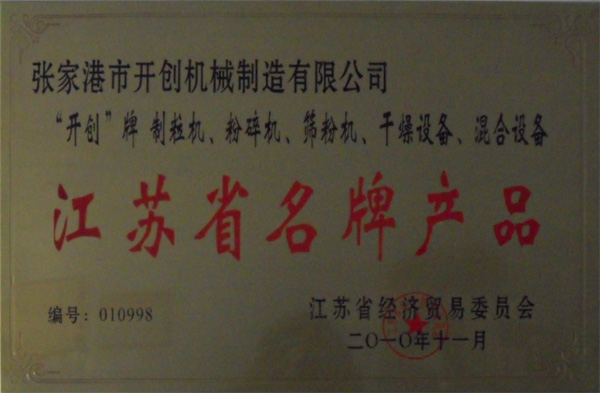 张家港市开创机械制造有限公司
“开创”牌 制粒机、粉碎机、筛粉机、干燥设备、混合设备
江苏省名牌产品
编号：010998
江苏省经济贸易委员会
二〇一〇年十一月